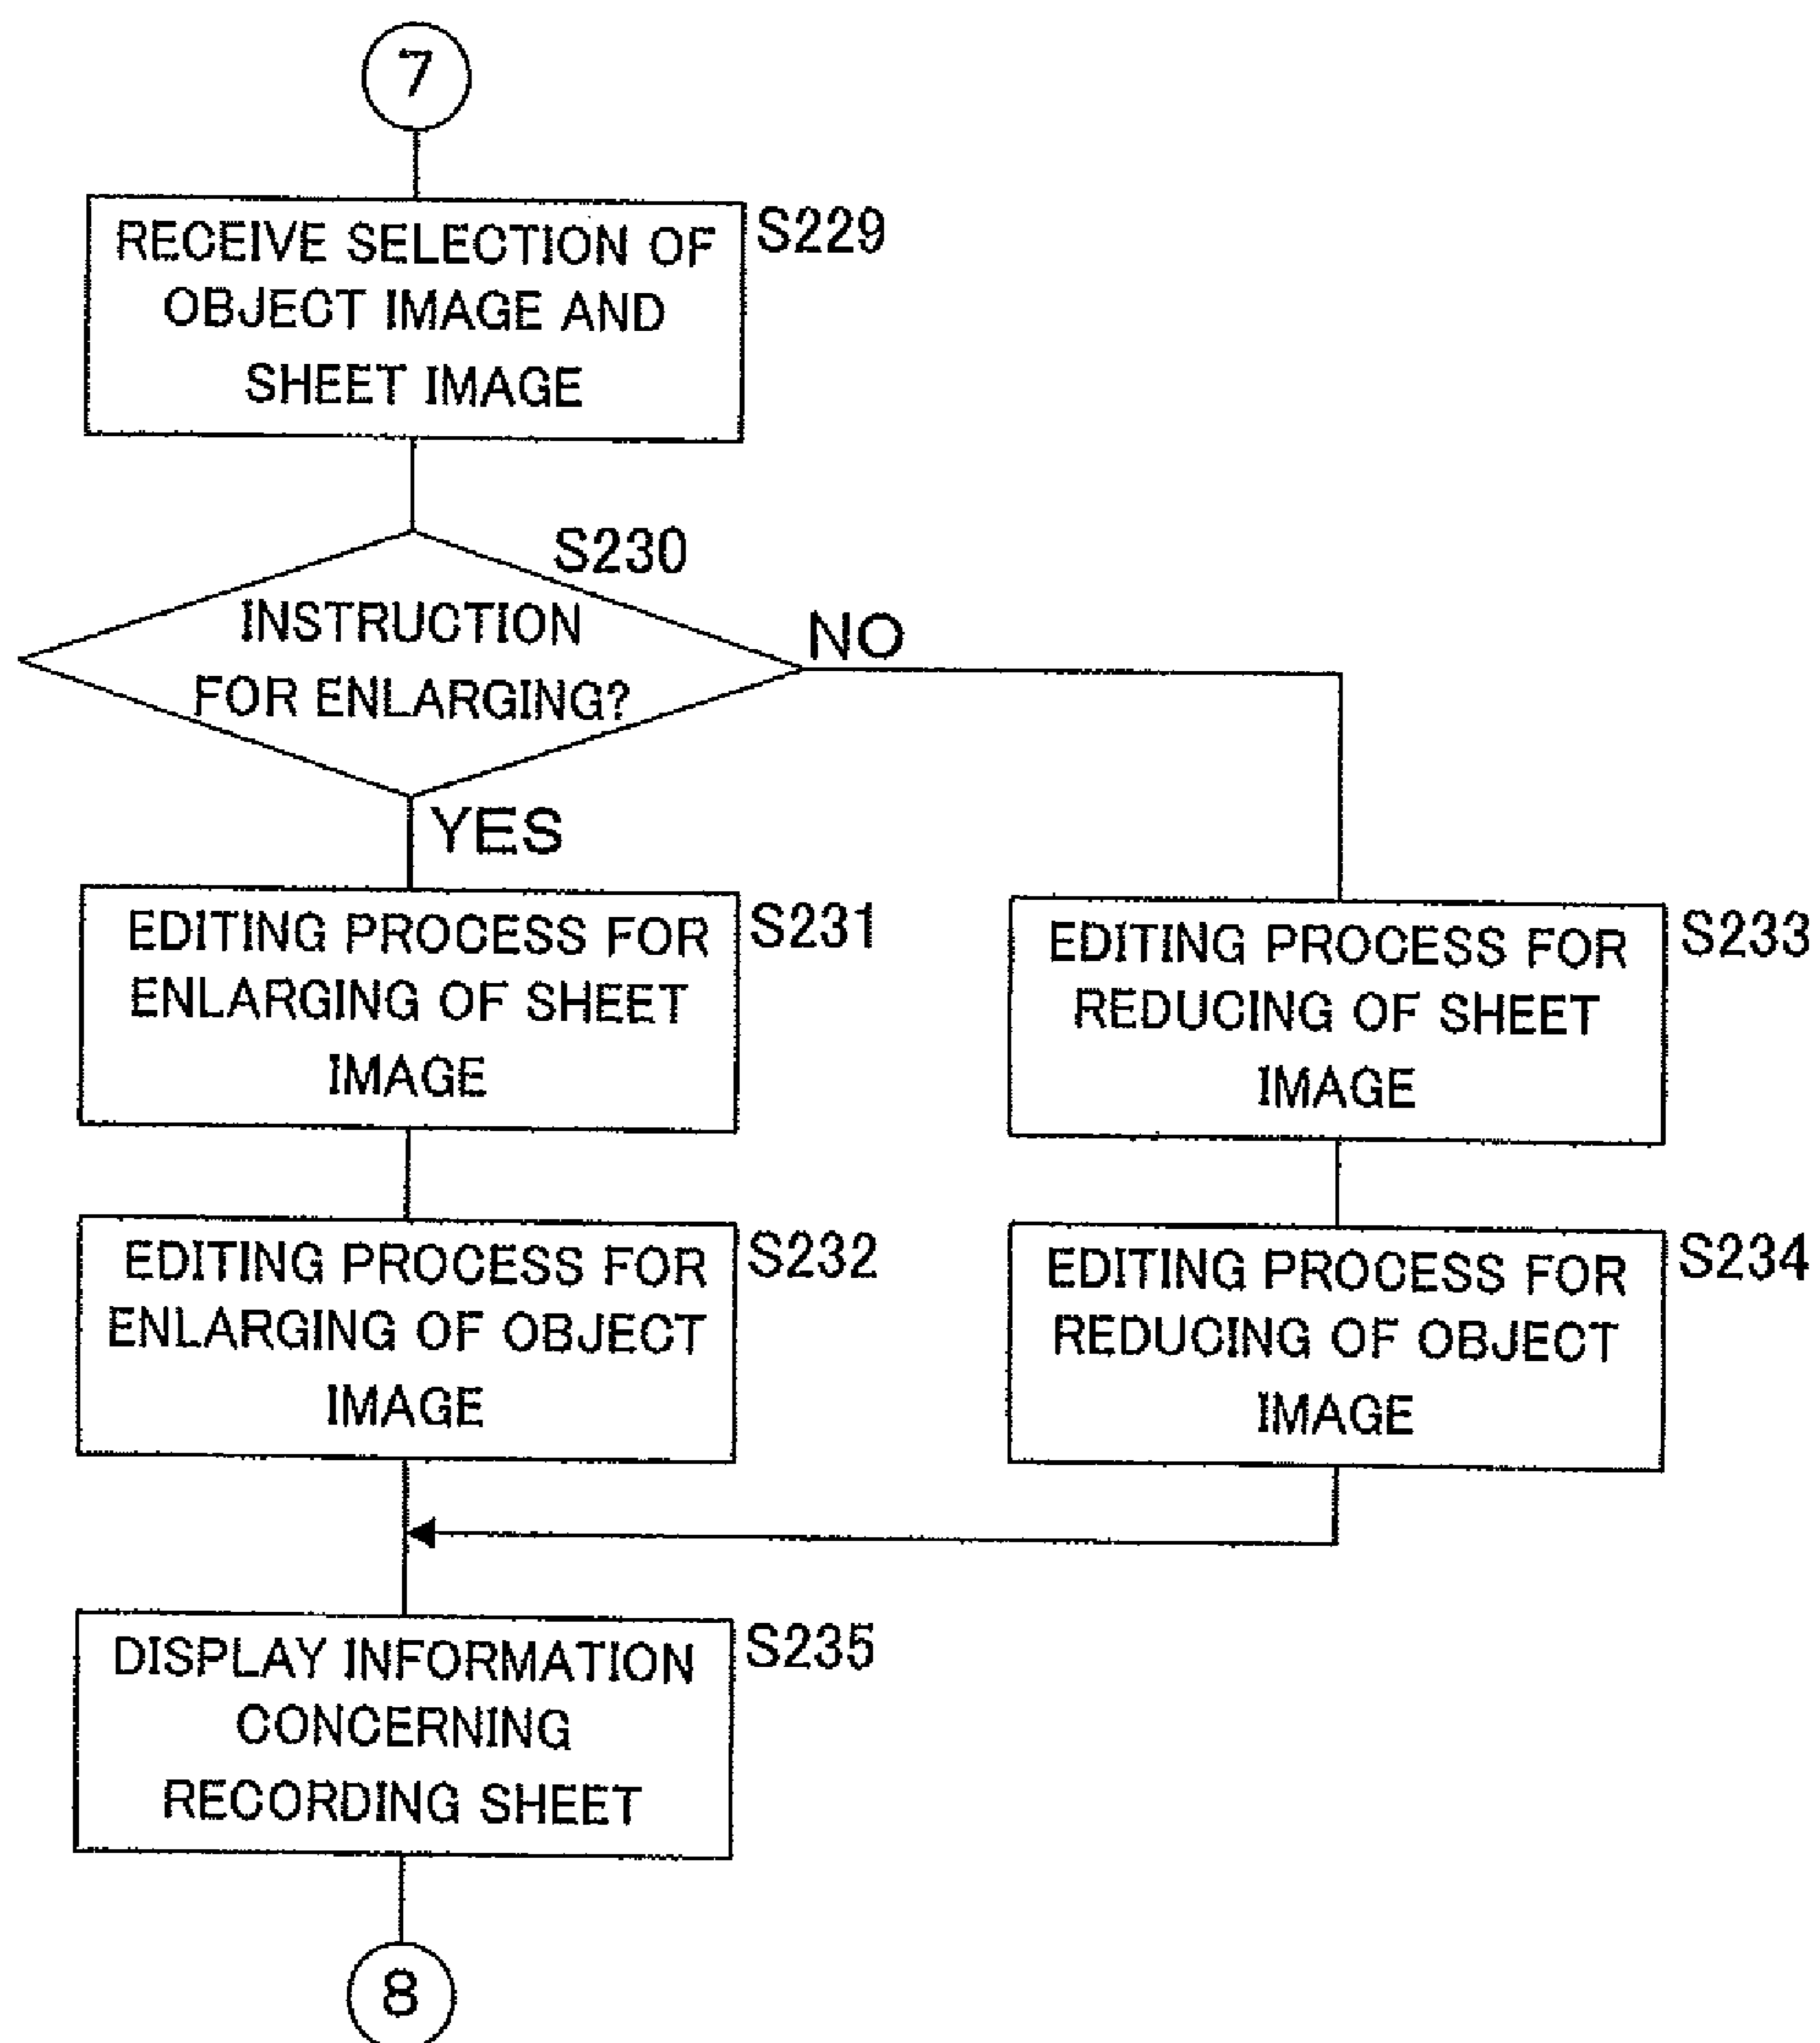 7
RECEIVE SELECTION OF
OBJECT IMAGE AND
SHEET IMAGE
S229
S230
INSTRUCTION
FOR ENLARGING?
NO
YES
EDITING PROCESS FOR
ENLARGING OF SHEET
IMAGE
S231
EDITING PROCESS FOR
REDUCING OF SHEET
IMAGE
S233
EDITING PROCESS FOR
ENLARGING OF OBJECT
IMAGE
S232
EDITING PROCESS FOR
REDUCING OF OBJECT
IMAGE
S234
DISPLAY INFORMATION
CONCERNING
RECORDING SHEET
S235
8